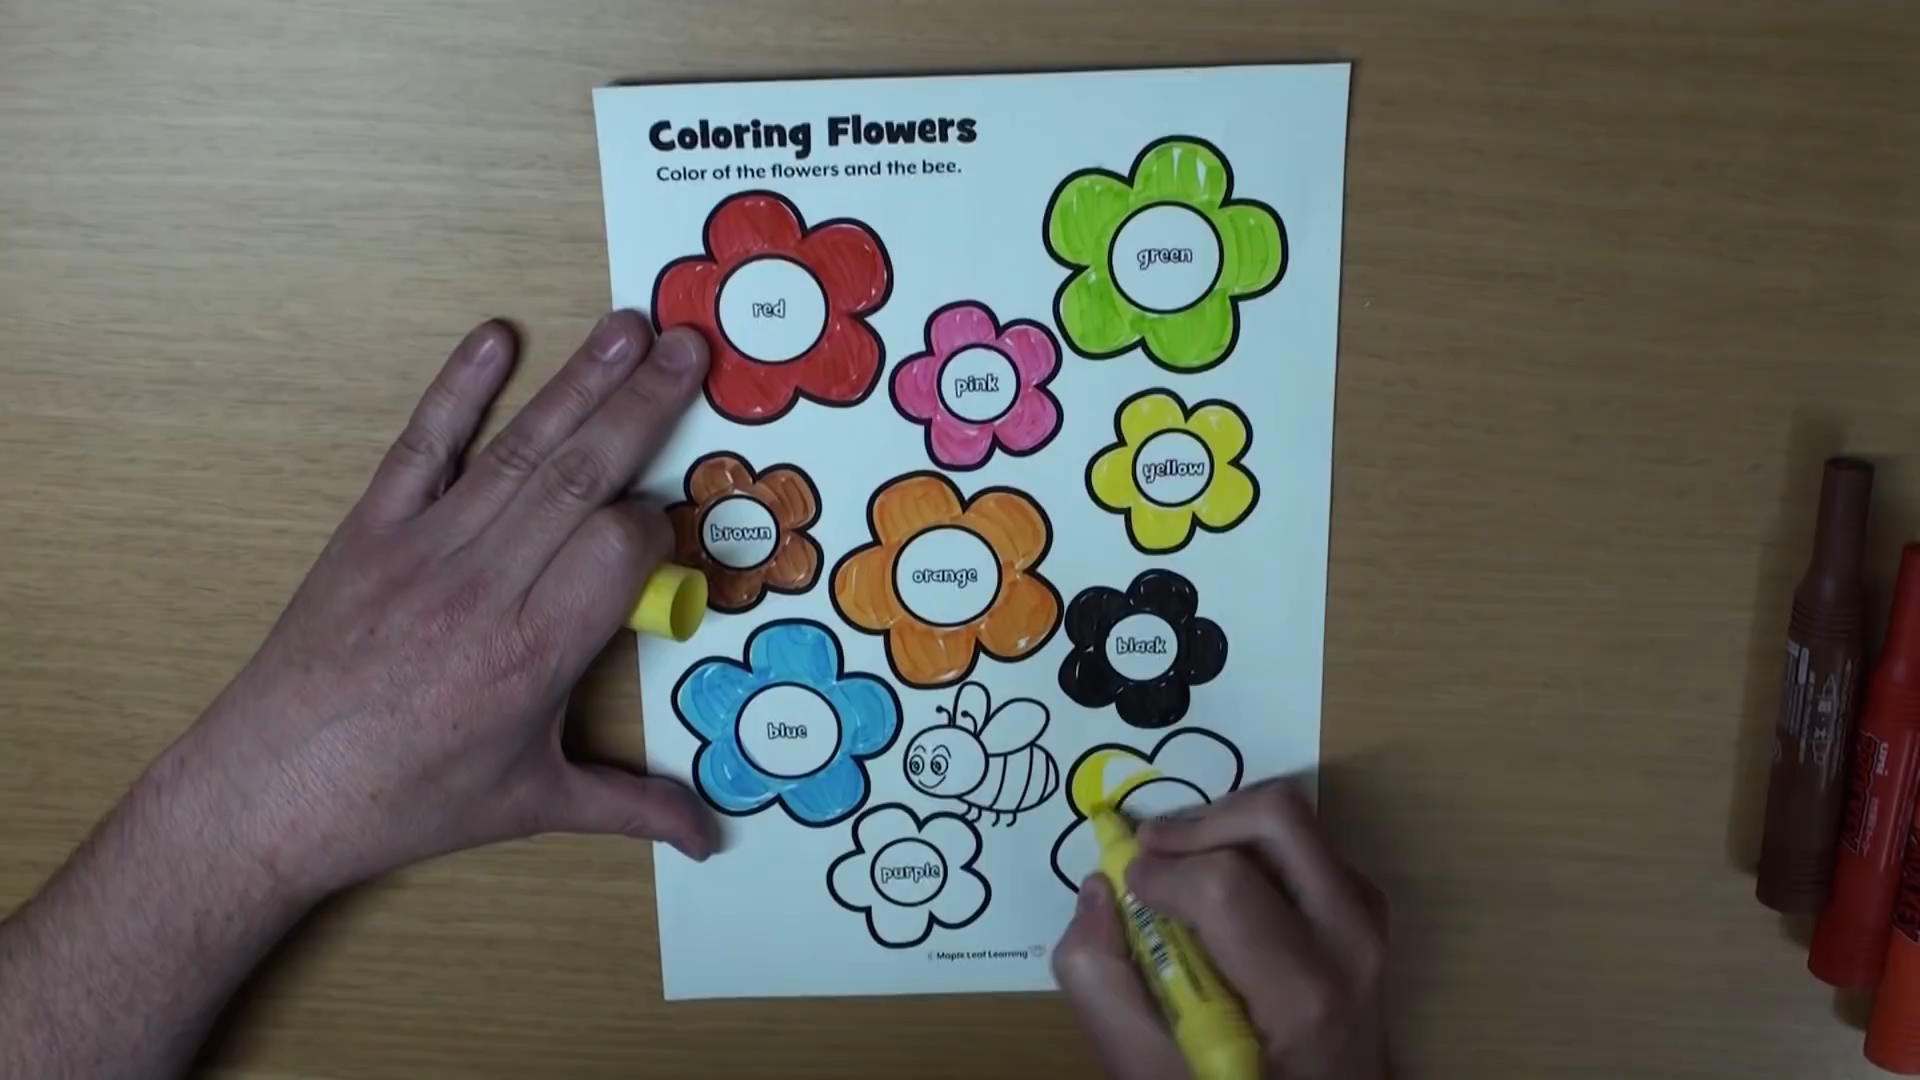 Coloring Flowers
Color of the flowers and the bee.
red
green
pink
yellow
brown
orange
black
blue
purple
© Maple Leaf Learning
uni